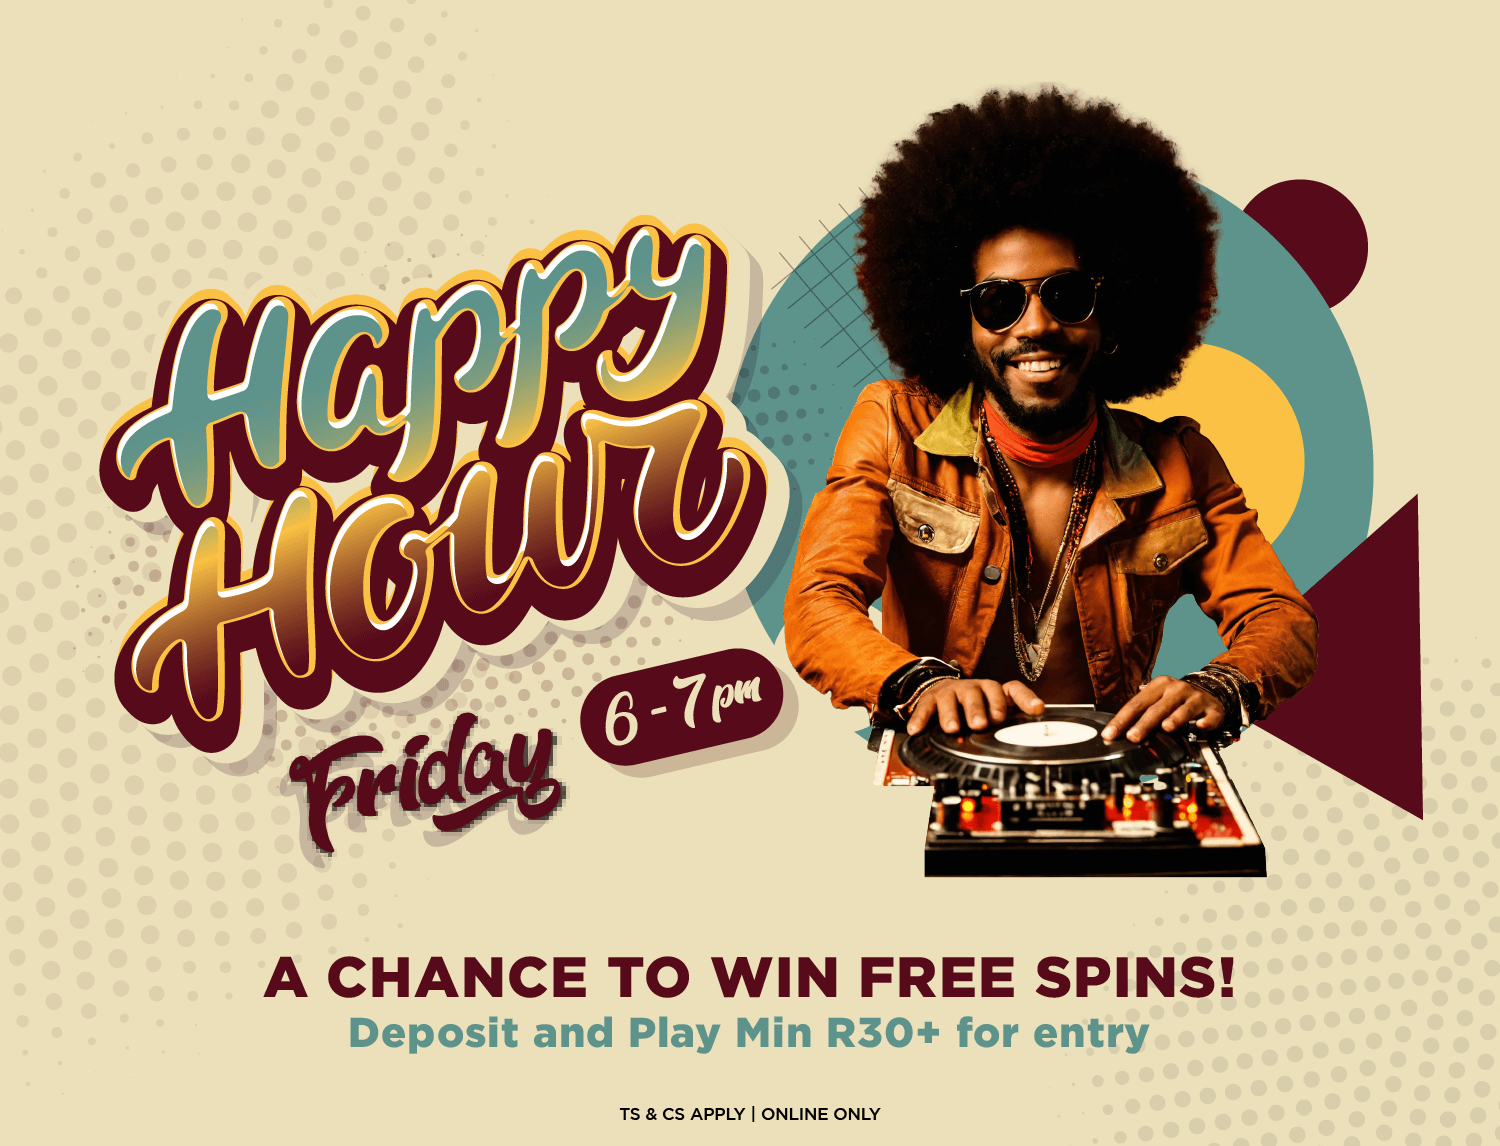 Happy
Hour
Friday
6-7pm
A CHANCE TO WIN FREE SPINS!
Deposit and Play Min R30+ for entry
TS & CS APPLY | ONLINE ONLY